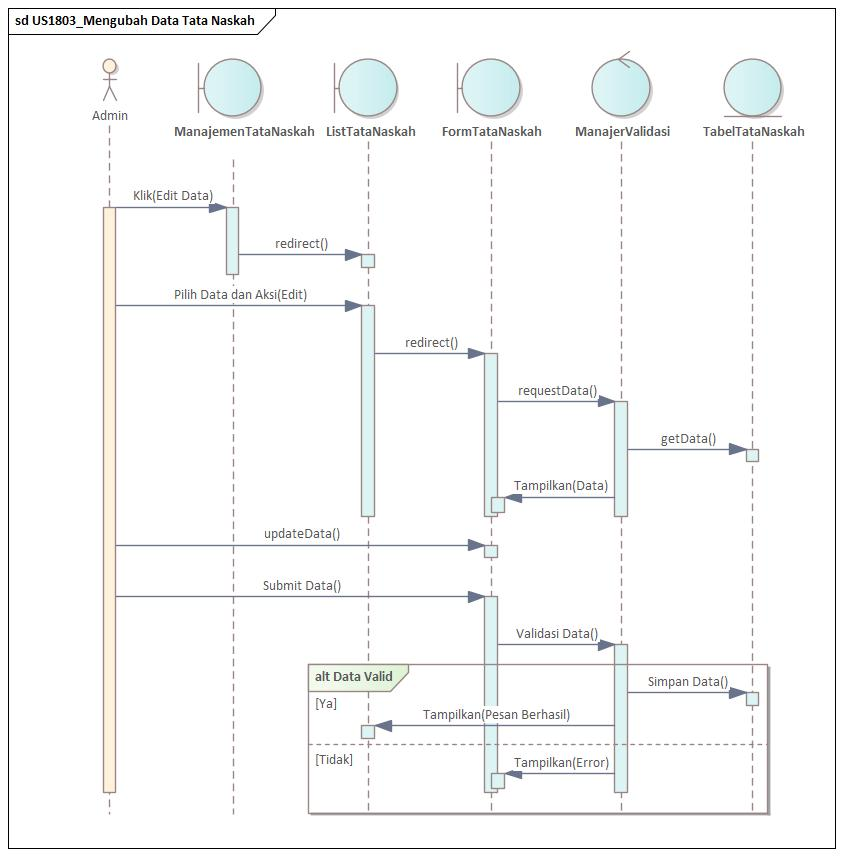 sd US1803_Mengubah Data Tata Naskah
Admin
ManajemenTataNaskah
ListTataNaskah
FormTataNaskah
ManajerValidasi
TabelTataNaskah
Klik(Edit Data)
redirect()
Pilih Data dan Aksi(Edit)
redirect()
requestData()
getData()
Tampilkan(Data)
updateData()
Submit Data()
Validasi Data()
alt Data Valid
Simpan Data()
[Ya]
Tampilkan(Pesan Berhasil)
[Tidak]
Tampilkan(Error)